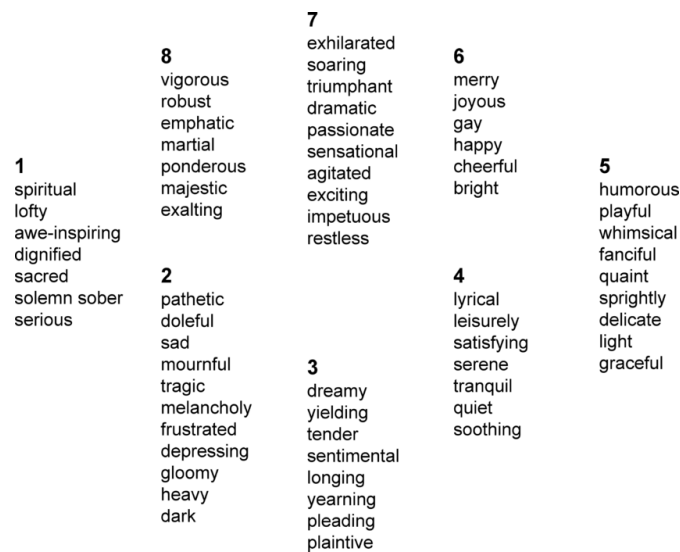 1
spiritual
lofty
awe-inspiring
dignified
sacred
solemn sober
serious
8
vigorous
robust
emphatic
martial
ponderous
majestic
exalting
2
pathetic
doleful
sad
mournful
tragic
melancholy
frustrated
depressing
gloomy
heavy
dark
7
exhilarated
soaring
triumphant
dramatic
passionate
sensational
agitated
exciting
impetuous
restless
3
dreamy
yielding
tender
sentimental
longing
yearning
pleading
plaintive
6
merry
joyous
gay
happy
cheerful
bright
4
lyrical
leisurely
satisfying
serene
tranquil
quiet
soothing
5
humorous
playful
whimsical
fanciful
quaint
sprightly
delicate
light
graceful